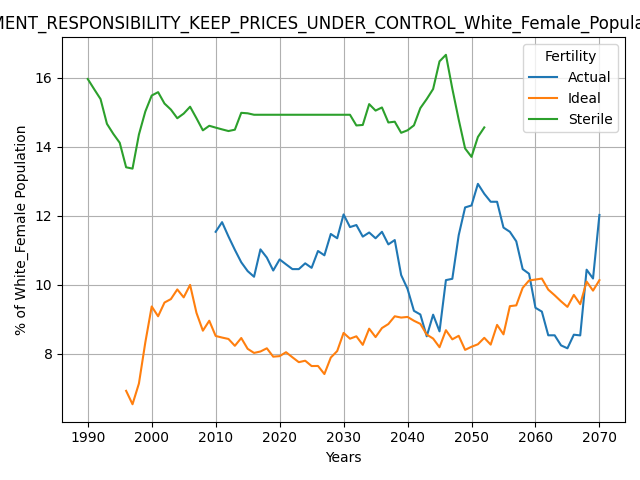 MENT_RESPONSIBILITY_KEEP_PRICES_UNDER_CONTROL_White_Female_Popula
Fertility
Actual
Ideal
Sterile
% of White_Female Population
16
14
12
10
8
1990 2000 2010 2020 2030 2040 2050 2060 2070
Years